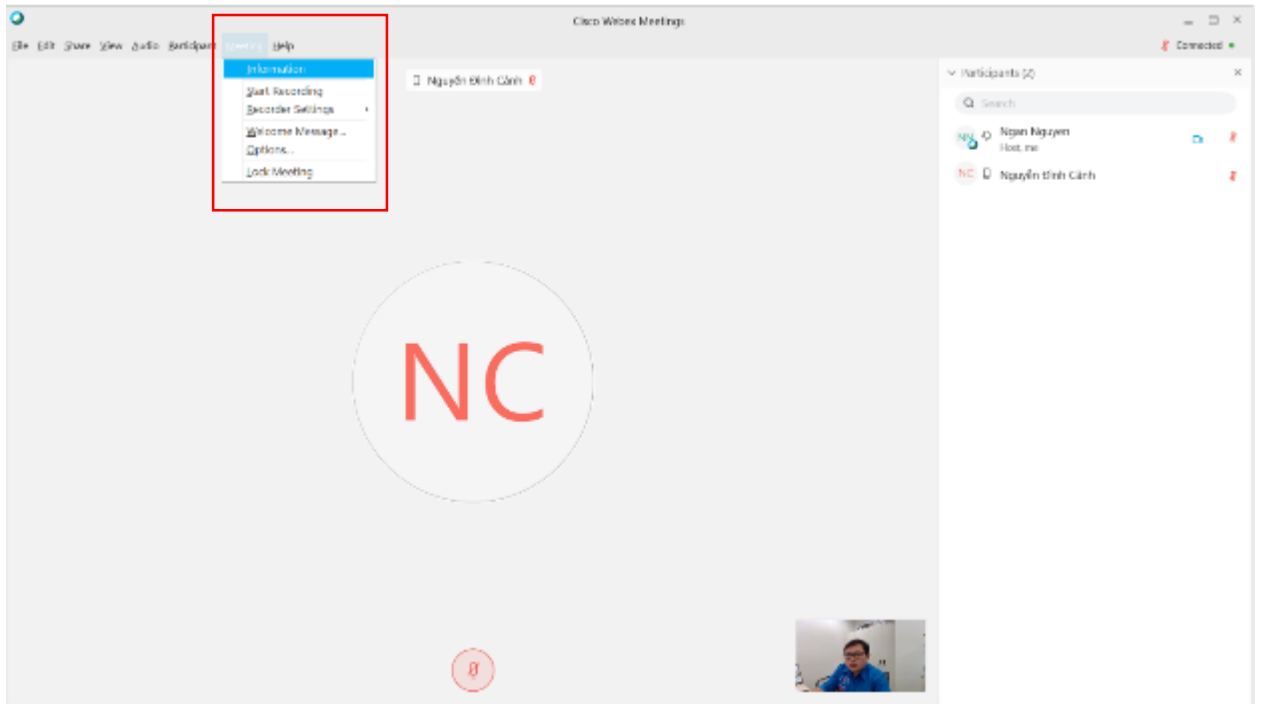 Cisco Webex Meetings
File Edit Share View Audio Participant Meeting Help
Connected
Information
Start Recording
Recorder Settings
Welcome Message...
Options...
Lock Meeting
Nguyễn Đình Cảnh
Participants (2)
Search
Ngan Nguyen
Host, me
NC Nguyễn Đình Cảnh
NC